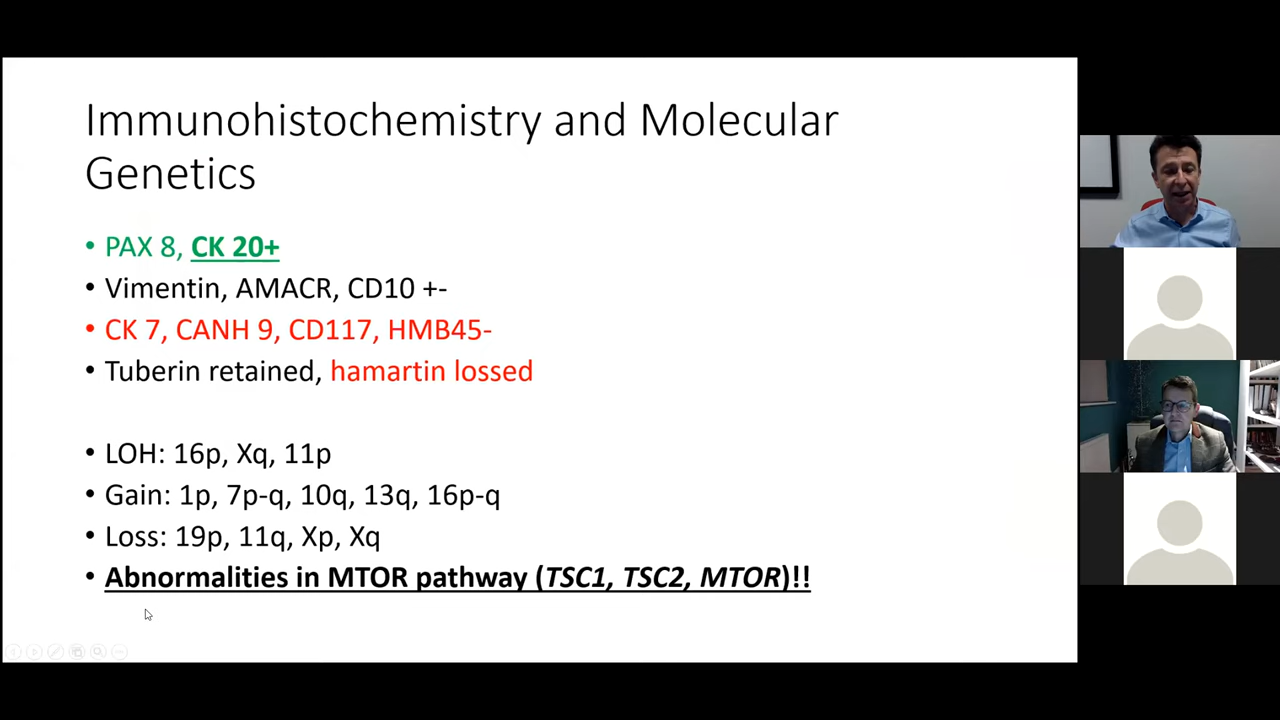 Immunohistochemistry and Molecular
Genetics
• PAX 8, CK 20+
• Vimentin, AMACR, CD10 +-
• CK 7, CANH 9, CD117, HMB45-
• Tuberin retained, hamartin lossed
• LOH: 16p, Xq, 11p
• Gain: 1p, 7p-q, 10q, 13q, 16p-q
• Loss: 19p, 11q, Xp, Xq
• Abnormalities in MTOR pathway (TSC1, TSC2, MTOR)!!